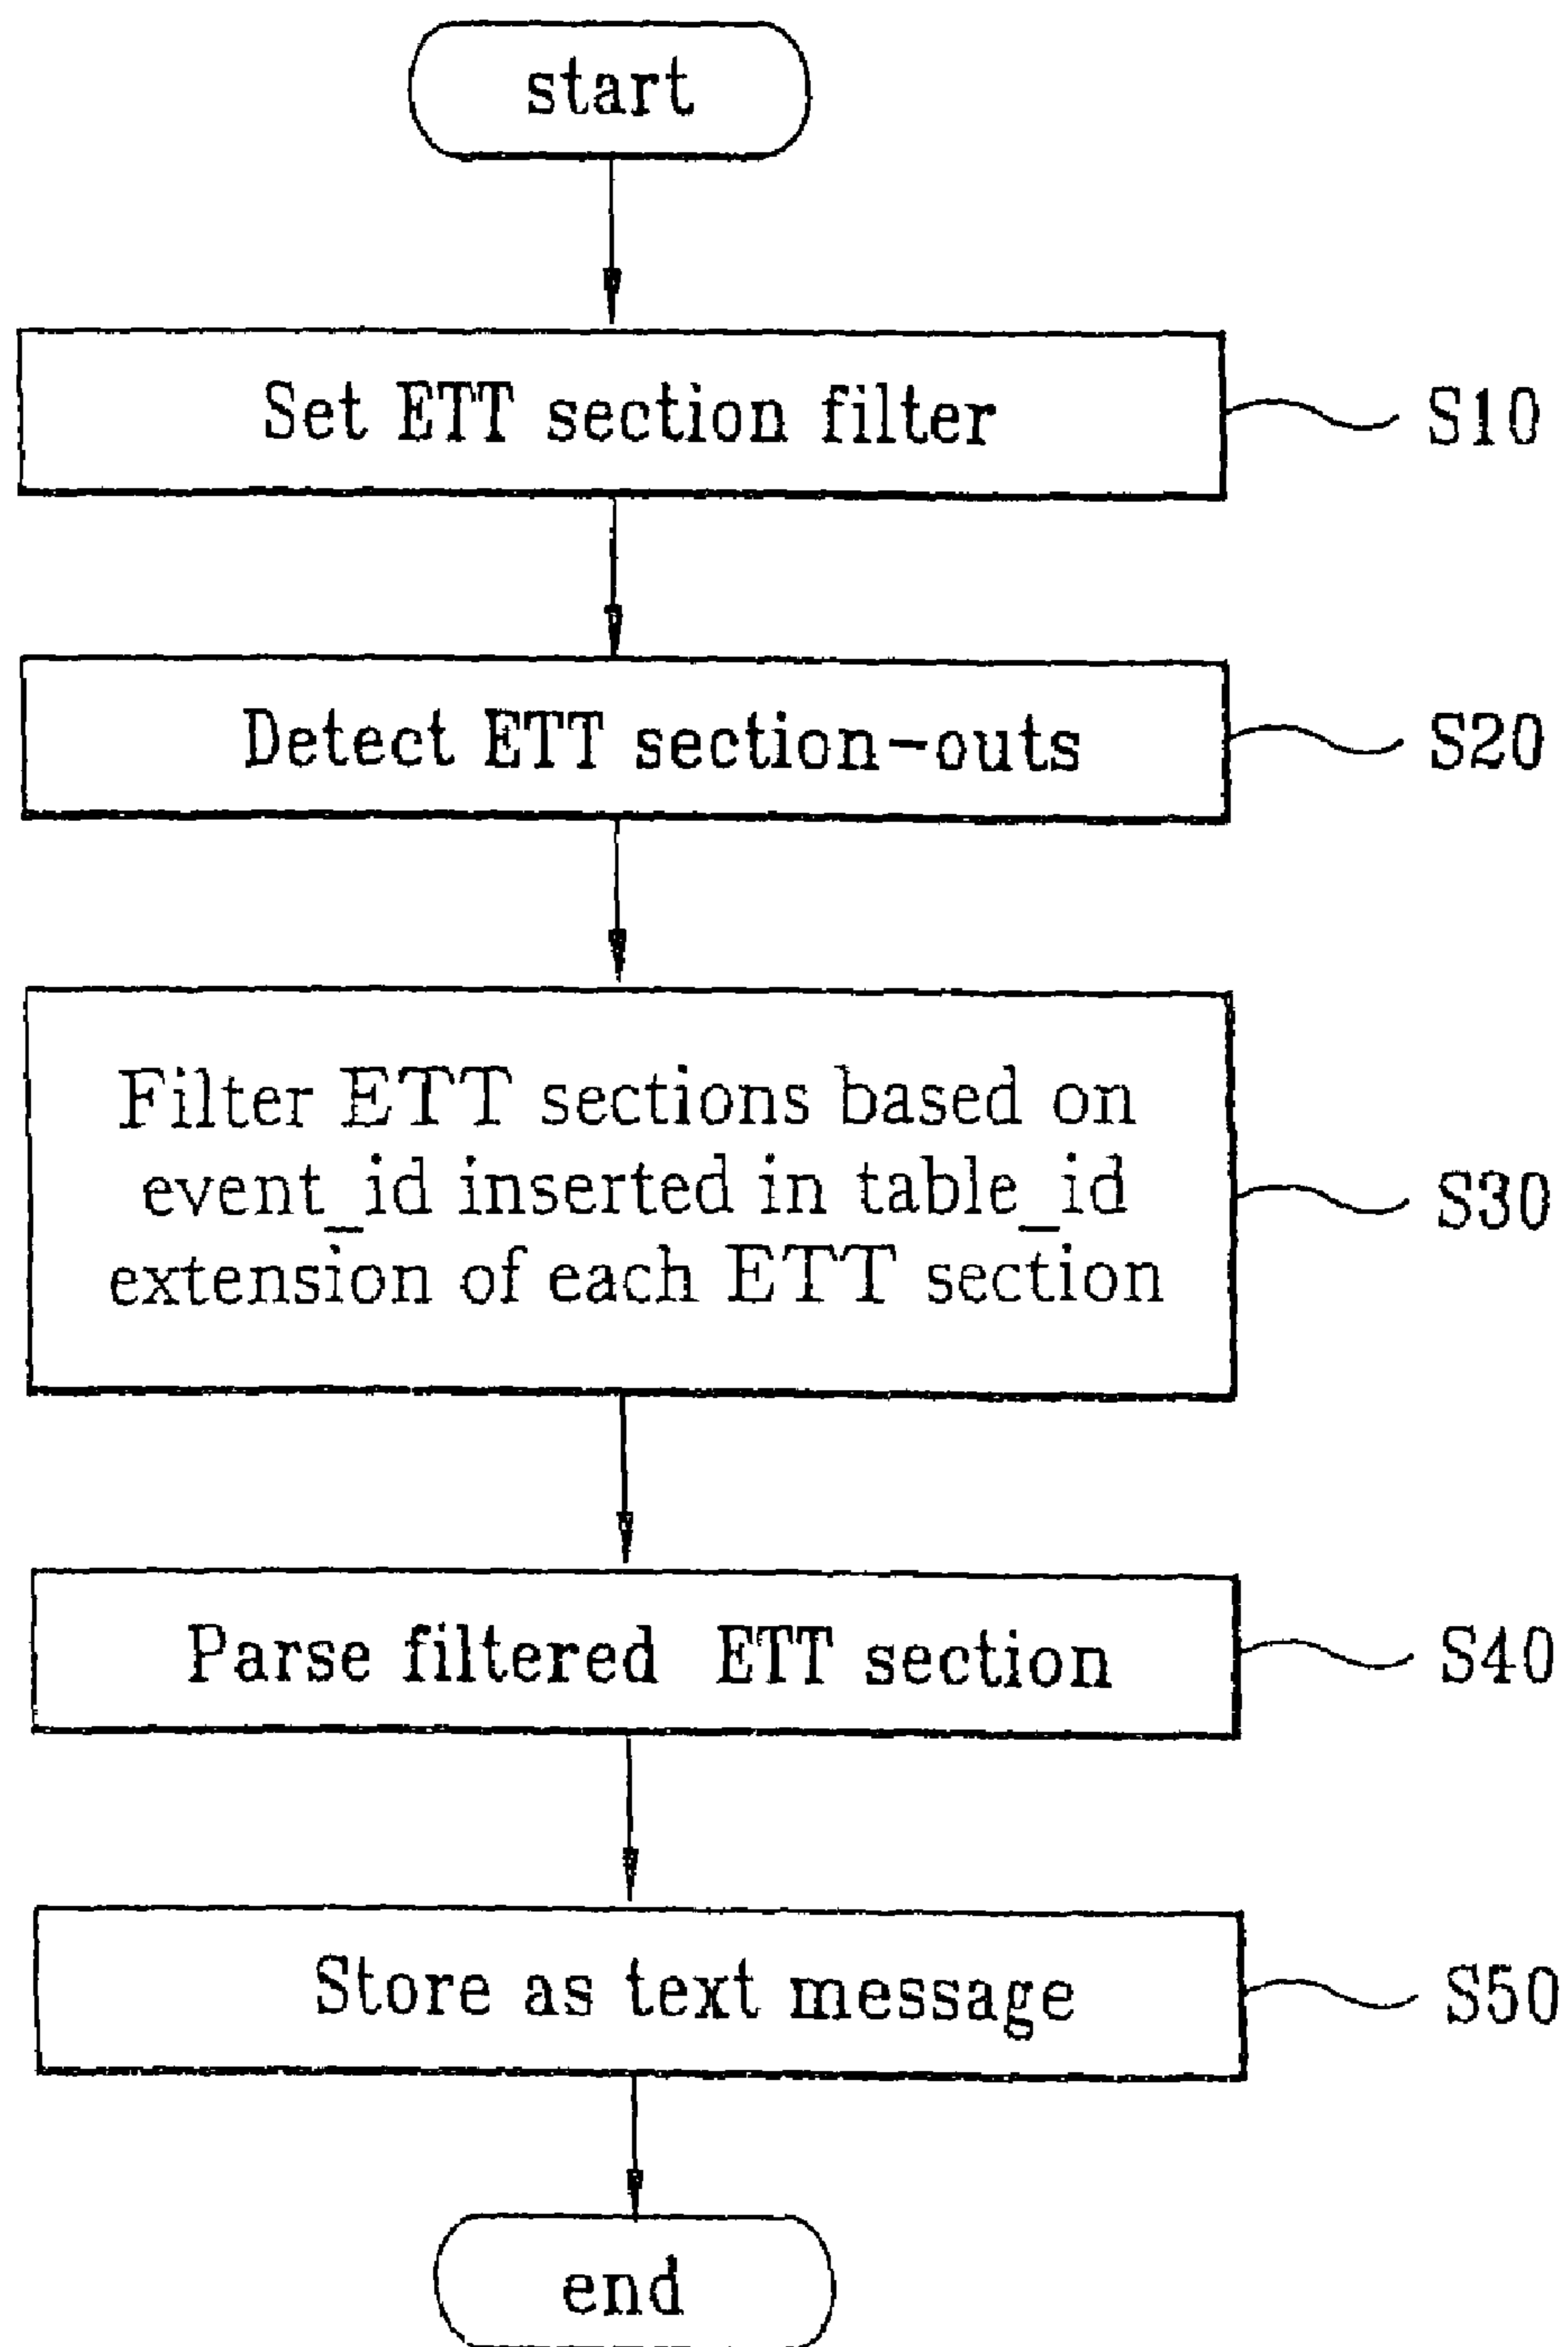 start
Set ETT section filter
S10
Detect ETT section-outs
S20
Filter ETT sections based on
event_id inserted in table_id
extension of each ETT section
S30
Parse filtered ETT section
S40
Store as text message
S50
end